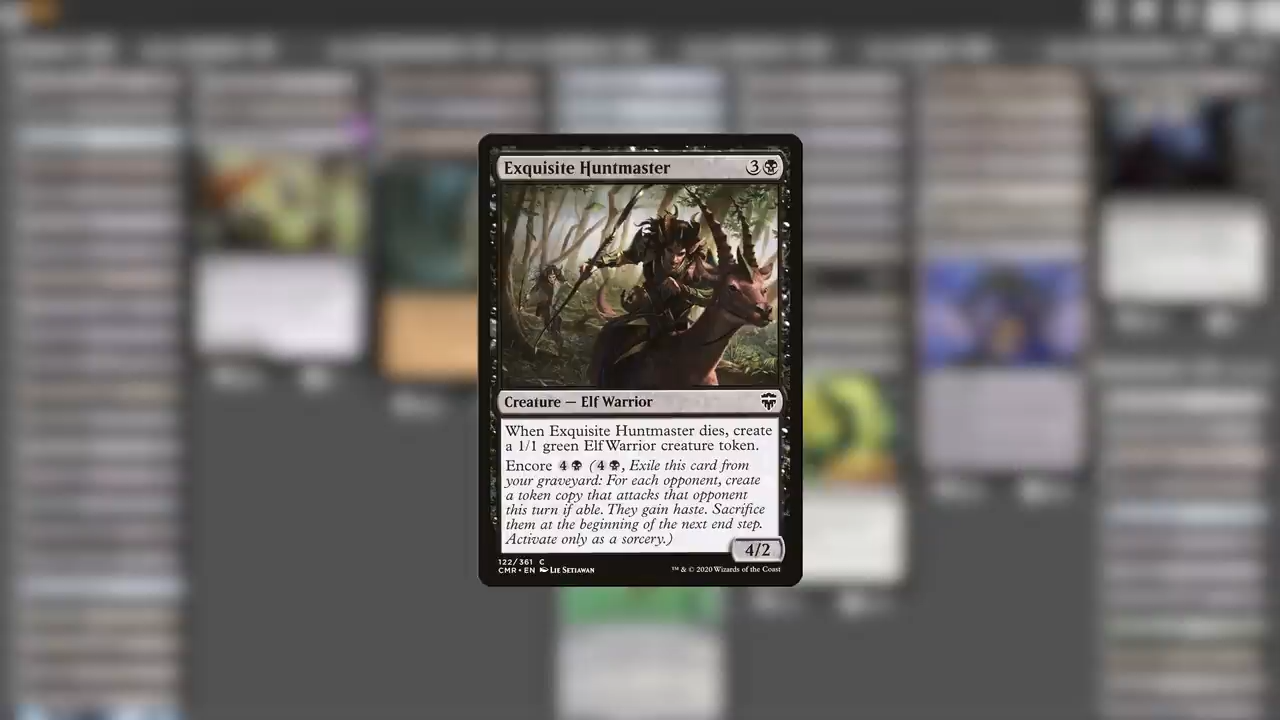 Exquisite Huntmaster 3
Creature — Elf Warrior
When Exquisite Huntmaster dies, create
a 1/1 green Elf Warrior creature token.
Encore 4 (4, Exile this card from
your graveyard: For each opponent, create
a token copy that attacks that opponent
this turn if able. They gain haste. Sacrifice
them at the beginning of the next end step.
Activate only as a sorcery.)
4/2
122/361 C
CMR • EN Lie Setiawan
™ & © 2020 Wizards of the Coast